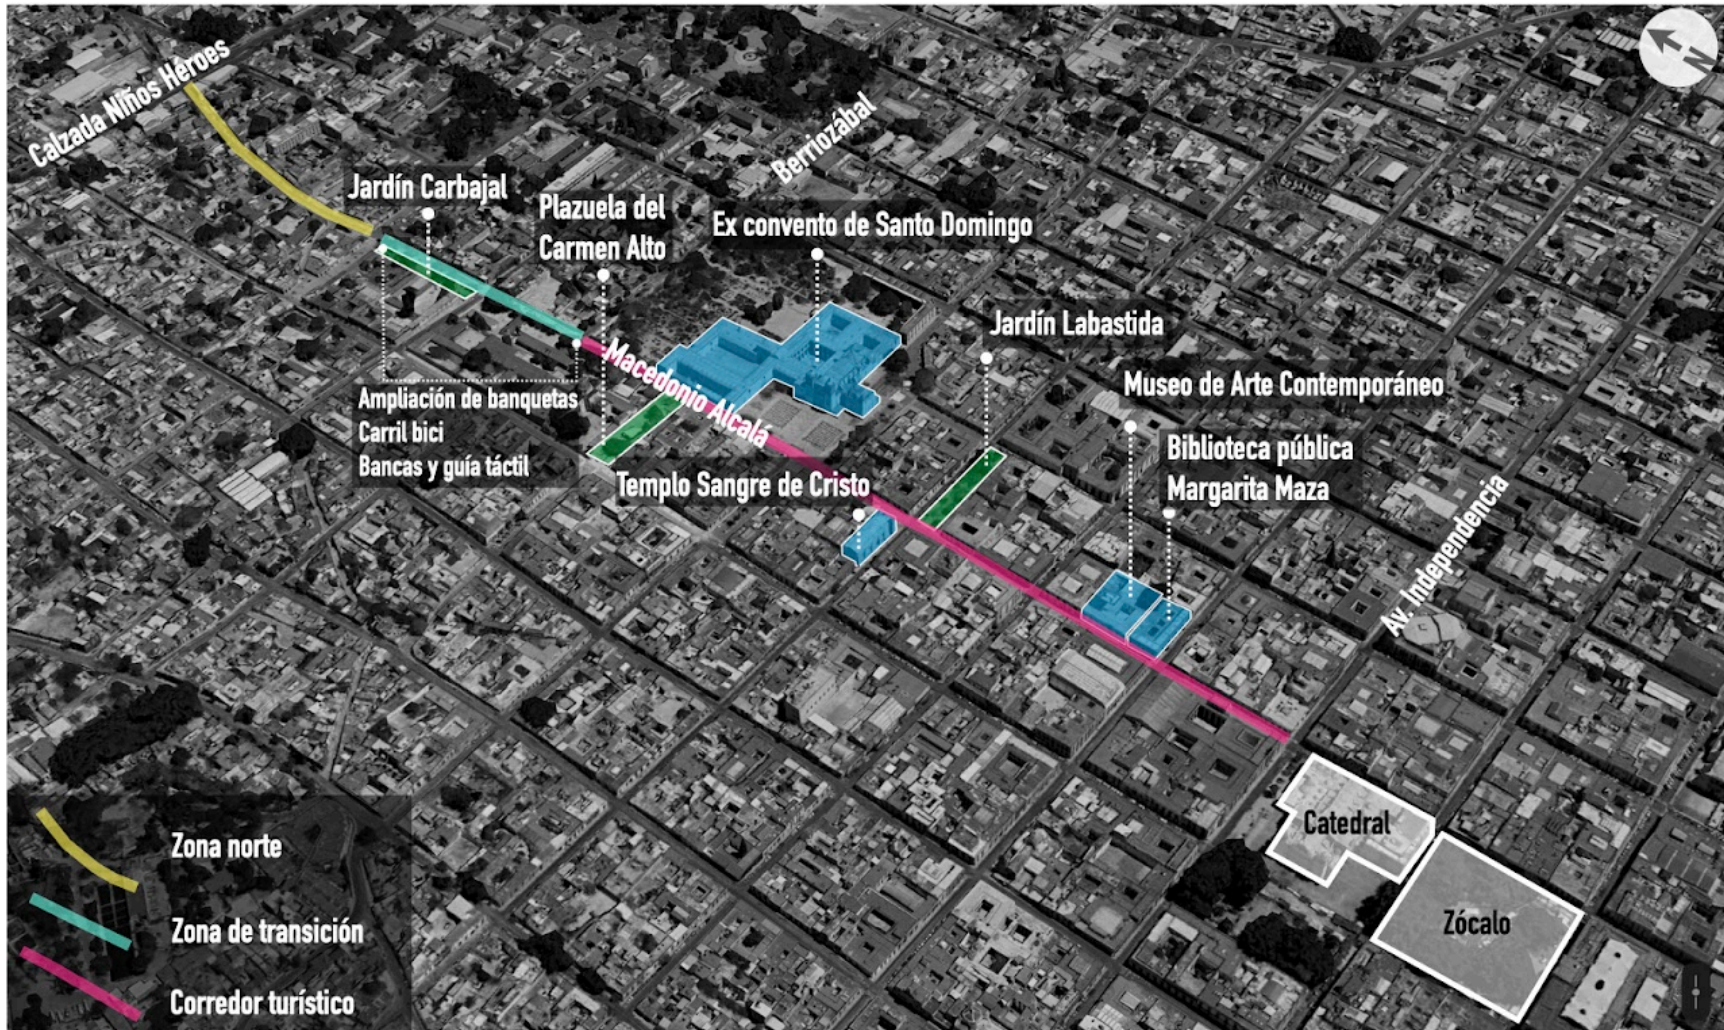 N
Calzada Niños Héroes
Berriozábal
Jardín Carbajal
Plazuela del
Carmen Alto
Ex convento de Santo Domingo
Jardín Labastida
Macedonio Alcalá
Museo de Arte Contemporáneo
Ampliación de banquetas
Carril bici
Bancas y guía táctil
Templo Sangre de Cristo
Biblioteca pública
Margarita Maza
Av. Independencia
Catedral
Zócalo
Zona norte
Zona de transición
Corredor turístico